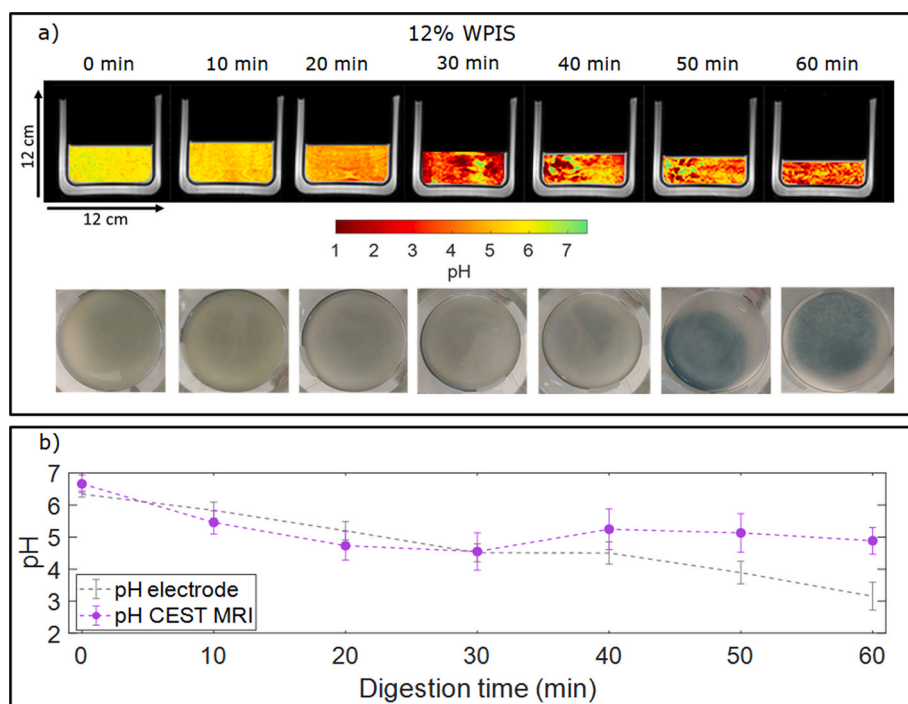 a)
12% WPIS
0 min 10 min 20 min 30 min 40 min 50 min 60 min
12 cm
12 cm
1 2 3 4 5 6 7
pH
b)
7
6
5
4
3
2
pH
pH electrode
pH CEST MRI
0 10 20 30 40 50 60
Digestion time (min)